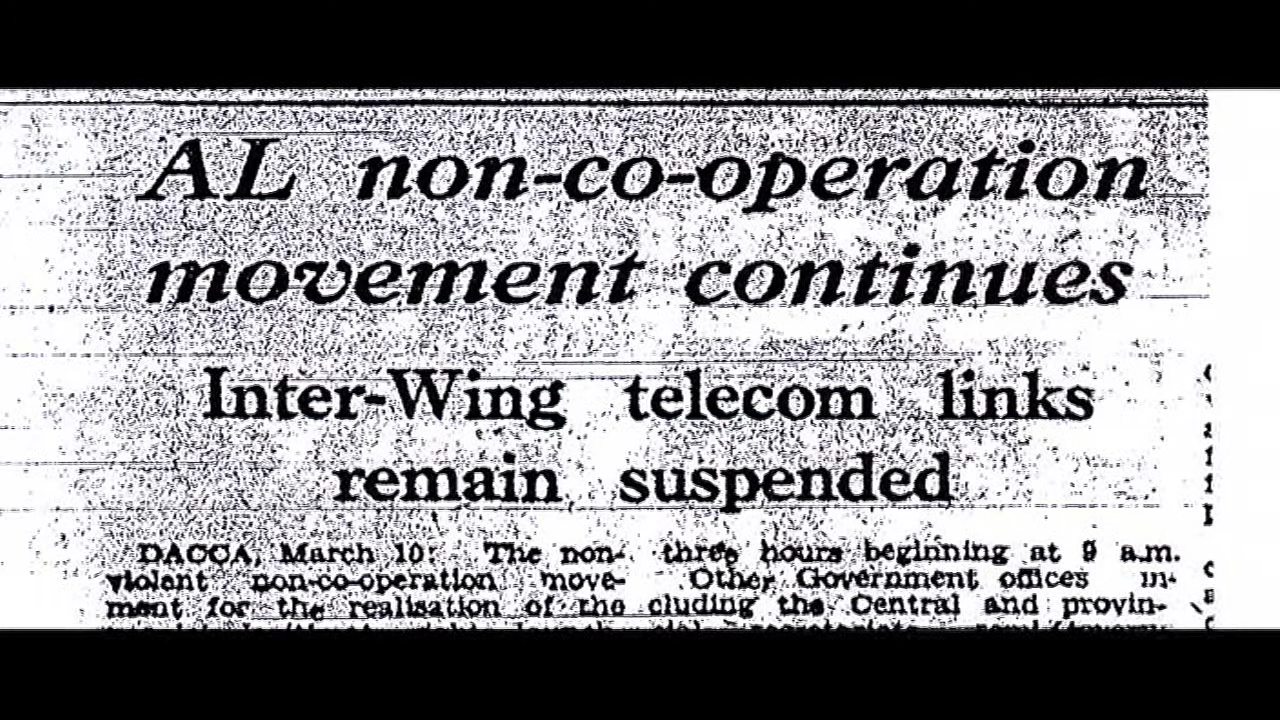 AL non-co-operation
movement continues
Inter-Wing telecom links
remain suspended
DACCA, March 10: The non-
violent non-co-operation move-
ment for the realisation of the
three hours beginning at 9 a.m.
Other Government offices in-
cluding the Central and provin-